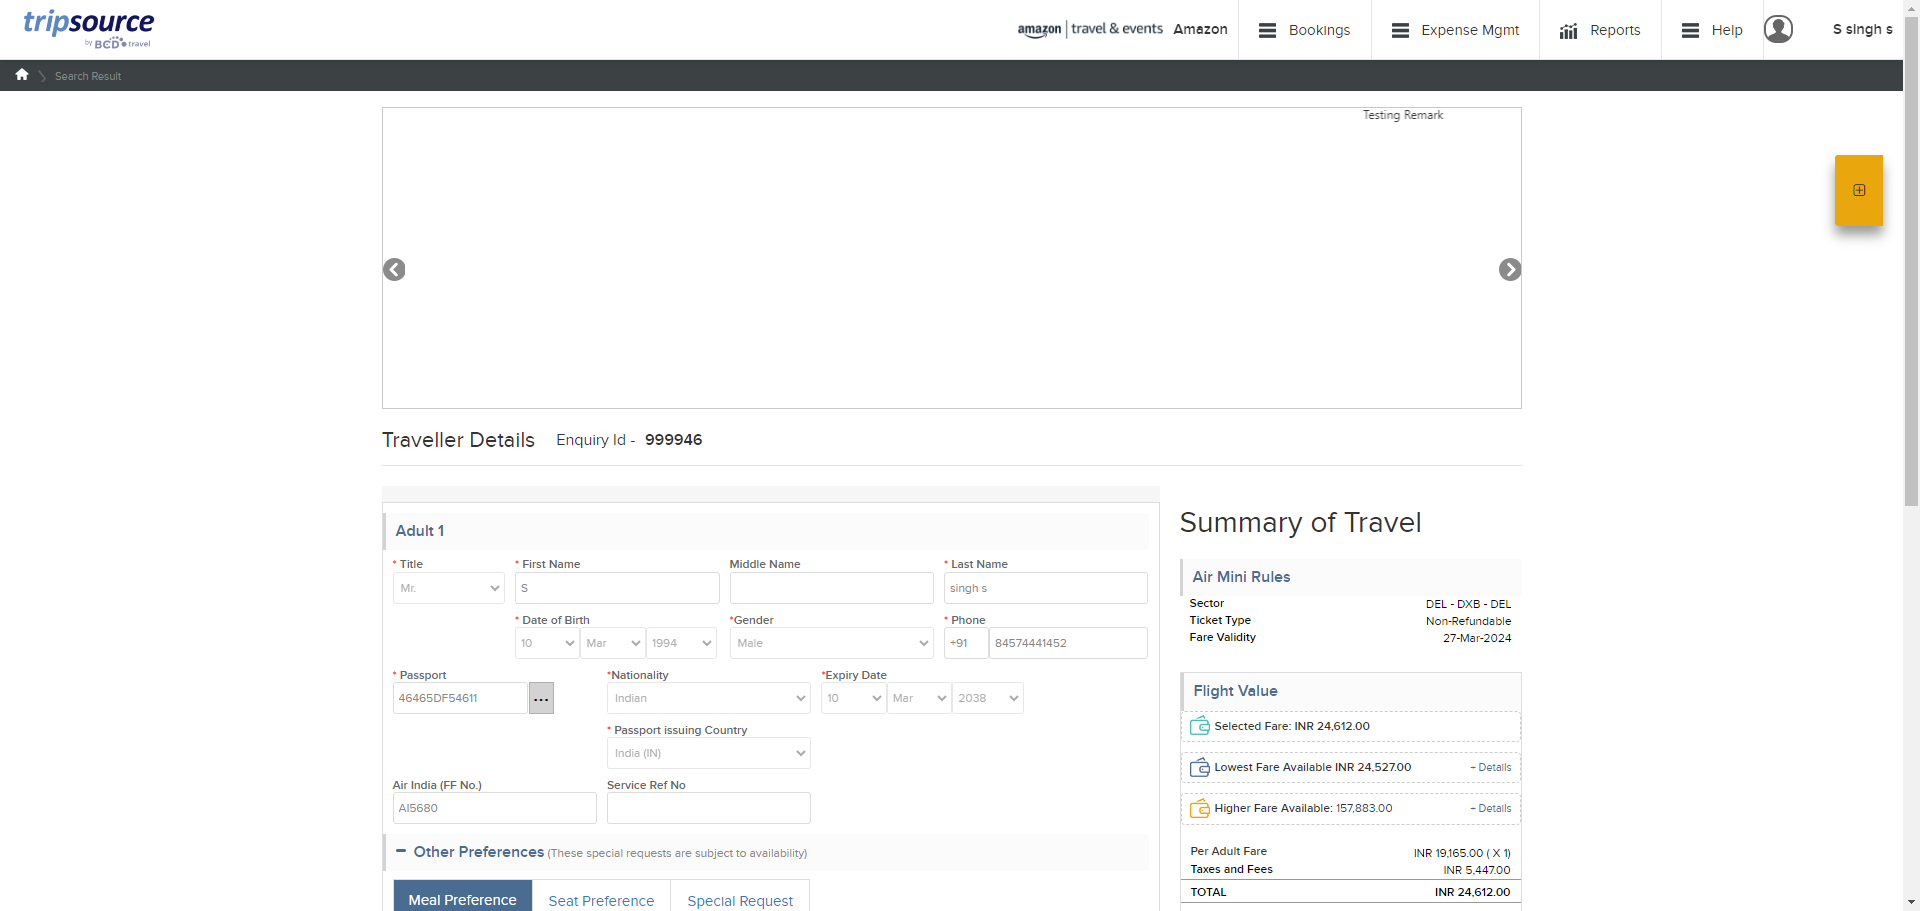 tripsource
by BCD travel
amazon | travel & events Amazon
Bookings
Expense Mgmt
Reports
Help
S singh s
Search Result
Testing Remark
Traveller Details Enquiry Id - 999946
Adult 1
* Title * First Name Middle Name * Last Name
Mr. S singh s
* Date of Birth *Gender * Phone
10 Mar 1994 Male +91 84574441452
* Passport *Nationality *Expiry Date
46465DF54611 ... Indian 10 Mar 2038
* Passport issuing Country
India (IN)
Air India (FF No.) Service Ref No
AI5680
Other Preferences (These special requests are subject to availability)
Meal Preference Seat Preference Special Request
Summary of Travel
Air Mini Rules
Sector DEL - DXB - DEL
Ticket Type Non-Refundable
Fare Validity 27-Mar-2024
Flight Value
Selected Fare: INR 24,612.00
Lowest Fare Available INR 24,527.00 + Details
Higher Fare Available: 157,883.00 + Details
Per Adult Fare INR 19,165.00 ( X 1)
Taxes and Fees INR 5,447.00
TOTAL INR 24,612.00